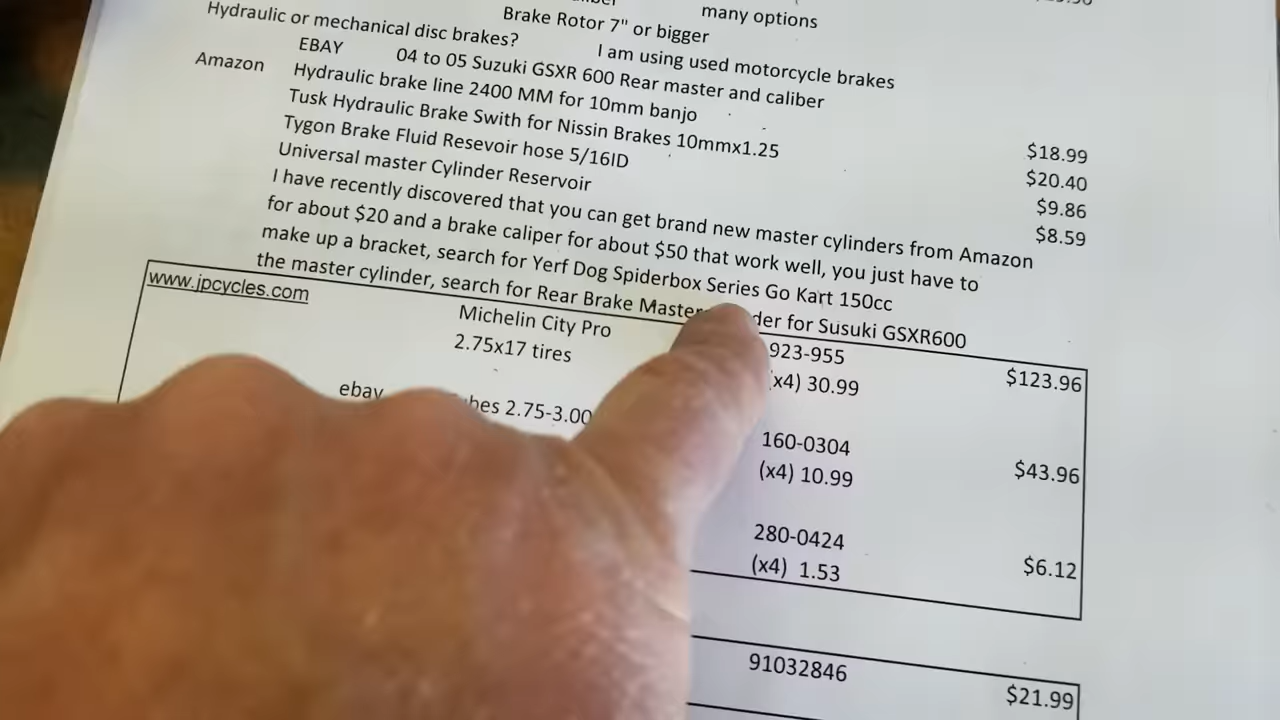 many options
Brake Rotor 7" or bigger
Hydraulic or mechanical disc brakes? I am using used motorcycle brakes
EBAY 04 to 05 Suzuki GSXR 600 Rear master and caliber
Amazon Hydraulic brake line 2400 MM for 10mm banjo $18.99
Tusk Hydraulic Brake Swith for Nissin Brakes 10mmx1.25 $20.40
Tygon Brake Fluid Resevoir hose 5/16ID $9.86
Universal master Cylinder Reservoir $8.59
I have recently discovered that you can get brand new master cylinders from Amazon
for about $20 and a brake caliper for about $50 that work well, you just have to
make up a bracket, search for Yerf Dog Spiderbox Series Go Kart 150cc
the master cylinder, search for Rear Brake Master for Susuki GSXR600
www.jpcycles.com
Michelin City Pro 923-955 $123.96
2.75x17 tires (x4) 30.99
ebay 2.75-3.00 160-0304
(x4) 10.99 $43.96
280-0424
(x4) 1.53 $6.12
91032846 $21.99